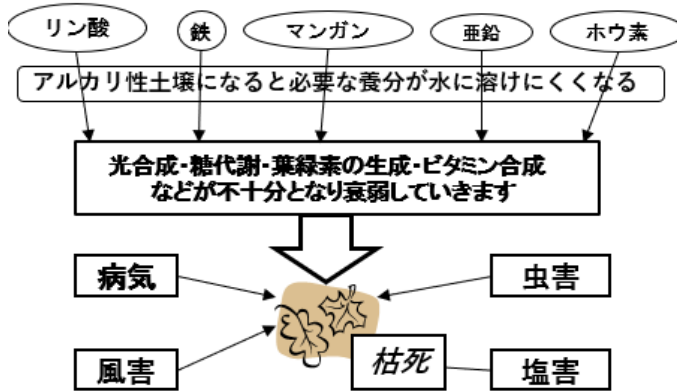 リン酸
鉄
マンガン
亜鉛
ホウ素
アルカリ性土壌になると必要な養分が水に溶けにくくなる
光合成・糖代謝・葉緑素の生成・ビタミン合成
などが不十分となり衰弱していきます
病気
虫害
風害
枯死
塩害